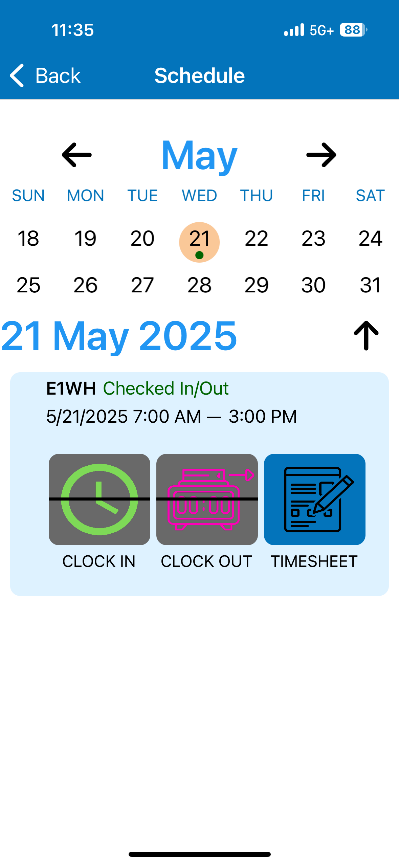 11:35 5G+ 88
Back Schedule
May
SUN MON TUE WED THU FRI SAT
18 19 20 21 22 23 24
25 26 27 28 29 30 31
21 May 2025
E1WH Checked In/Out
5/21/2025 7:00 AM — 3:00 PM
CLOCK IN CLOCK OUT TIMESHEET